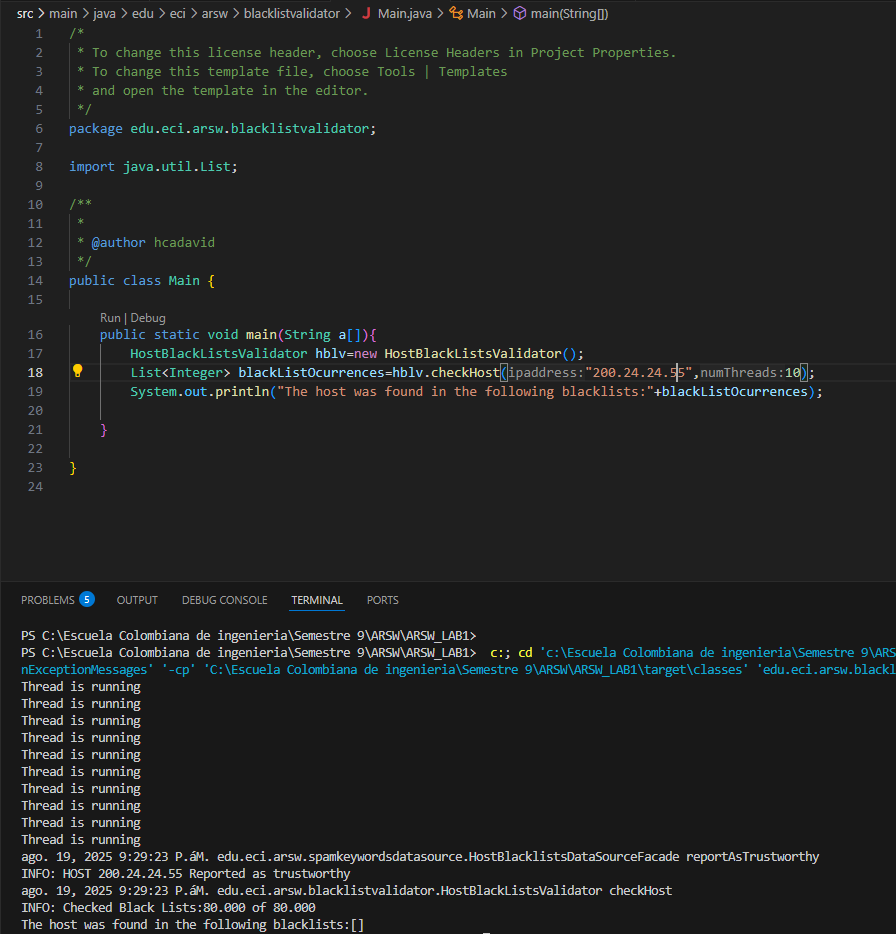 src > main > java > edu > eci > arsw > blacklistvalidator > J Main.java > Main > main(String[])
1 /*
2 * To change this license header, choose License Headers in Project Properties.
3 * To change this template file, choose Tools | Templates
4 * and open the template in the editor.
5 */
6 package edu.eci.arsw.blacklistvalidator;
7
8 import java.util.List;
9
10 /**
11 *
12 * @author hcadavid
13 */
14 public class Main {
15
Run | Debug
16 public static void main(String a[]){
17 HostBlackListsValidator hblv=new HostBlackListsValidator();
18 List<Integer> blackListOcurrences=hblv.checkHost(ipaddress:"200.24.24.55",numThreads:10);
19 System.out.println("The host was found in the following blacklists:"+blackListOcurrences);
20
21 }
22
23 }
24
PROBLEMS 5 OUTPUT DEBUG CONSOLE TERMINAL PORTS
PS C:\Escuela Colombiana de ingenieria\Semestre 9\ARSW\ARSW_LAB1>
PS C:\Escuela Colombiana de ingenieria\Semestre 9\ARSW\ARSW_LAB1> c:; cd 'c:\Escuela Colombiana de ingenieria\Semestre 9\ARS
nExceptionMessages' '-cp' 'C:\Escuela Colombiana de ingenieria\Semestre 9\ARSW\ARSW_LAB1\target\classes' 'edu.eci.arsw.blackl
Thread is running
Thread is running
Thread is running
Thread is running
Thread is running
Thread is running
Thread is running
Thread is running
Thread is running
Thread is running
ago. 19, 2025 9:29:23 P.áM. edu.eci.arsw.spamkeywordsdatasource.HostBlacklistsDataSourceFacade reportAsTrustworthy
INFO: HOST 200.24.24.55 Reported as trustworthy
ago. 19, 2025 9:29:23 P.áM. edu.eci.arsw.blacklistvalidator.HostBlackListsValidator checkHost
INFO: Checked Black Lists:80.000 of 80.000
The host was found in the following blacklists:[]